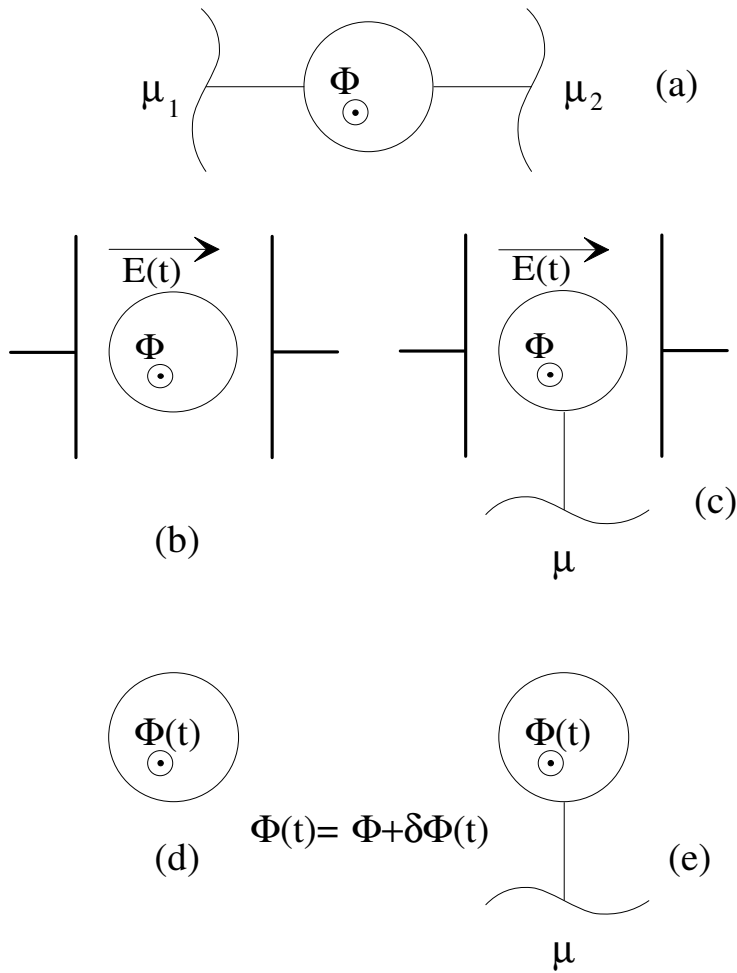 μ₁ Φ μ₂ (a)
E(t) E(t)
Φ Φ
(b) (c)
μ
Φ(t) Φ(t)
Φ(t)= Φ+δΦ(t)
(d) (e)
μ